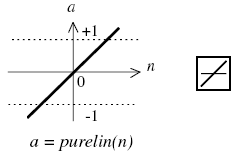 a
+1
n
0
-1
a = purelin(n)